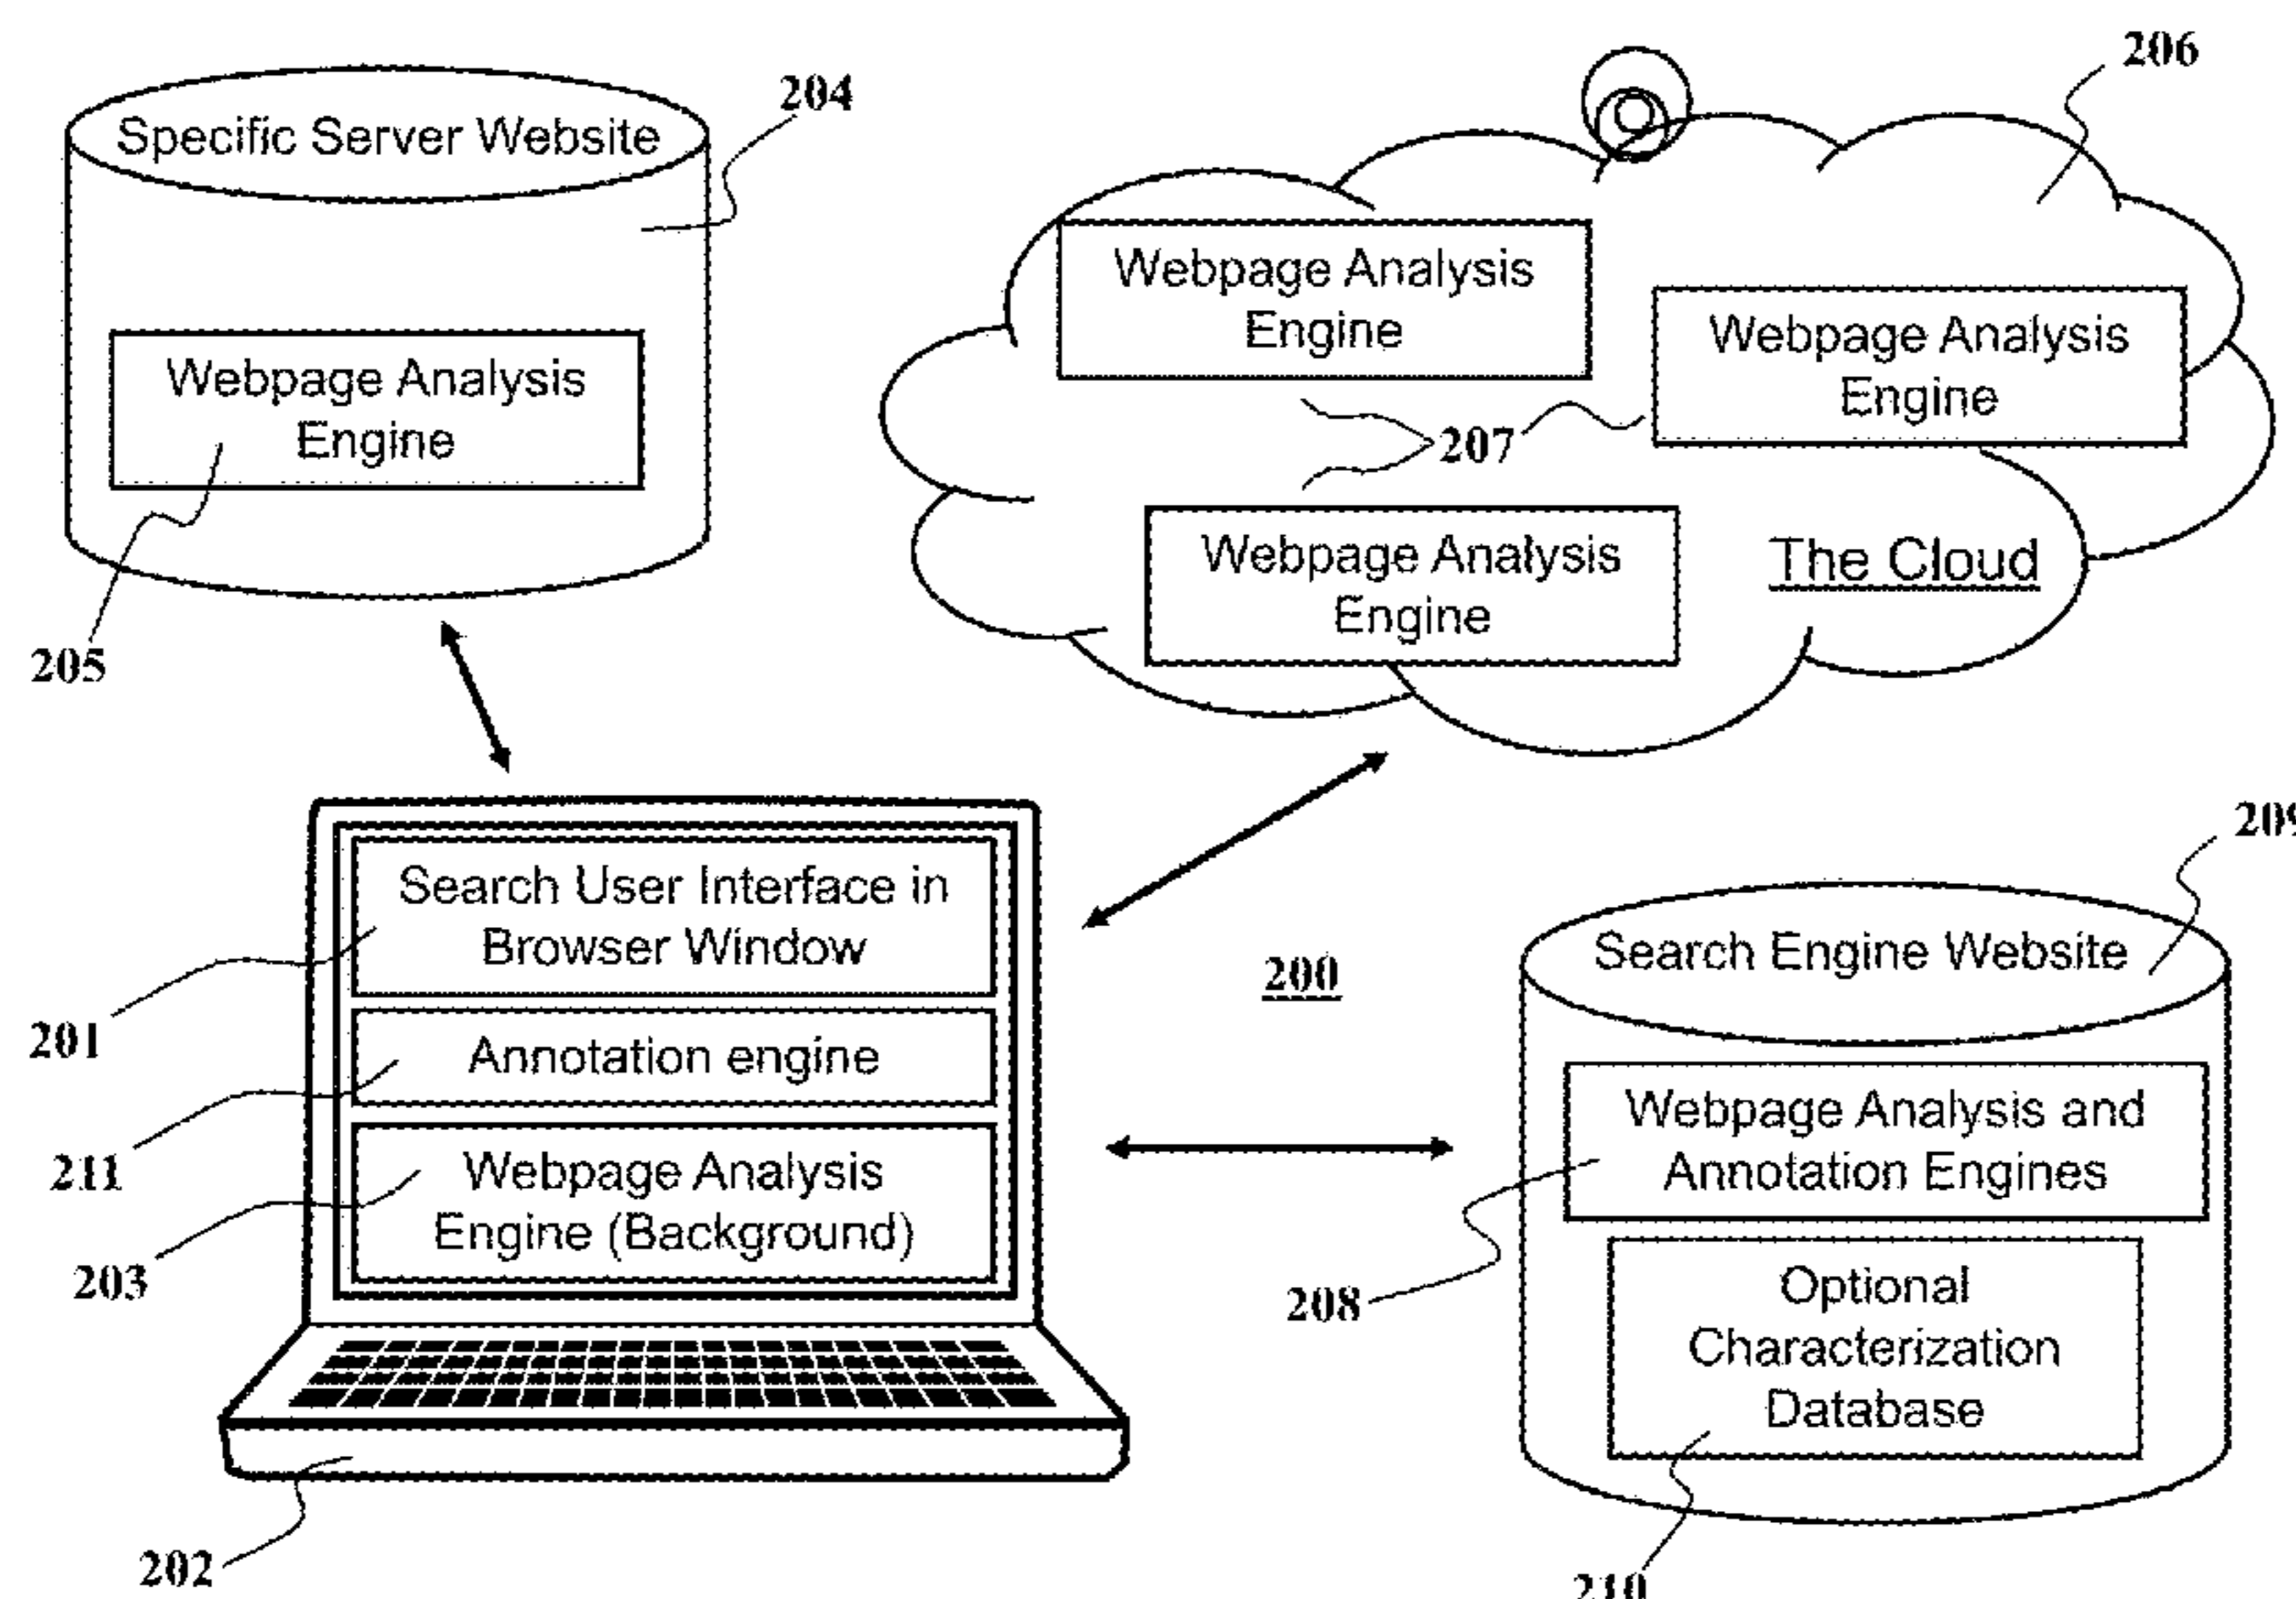 204
Specific Server Website
Webpage Analysis
Engine
205
206
Webpage Analysis
Engine
Webpage Analysis
Engine
207
Webpage Analysis
Engine
The Cloud
Search User Interface in
Browser Window
201
Annotation engine
211
Webpage Analysis
Engine (Background)
203
202
200
209
Search Engine Website
Webpage Analysis and
Annotation Engines
208
Optional
Characterization
Database
210